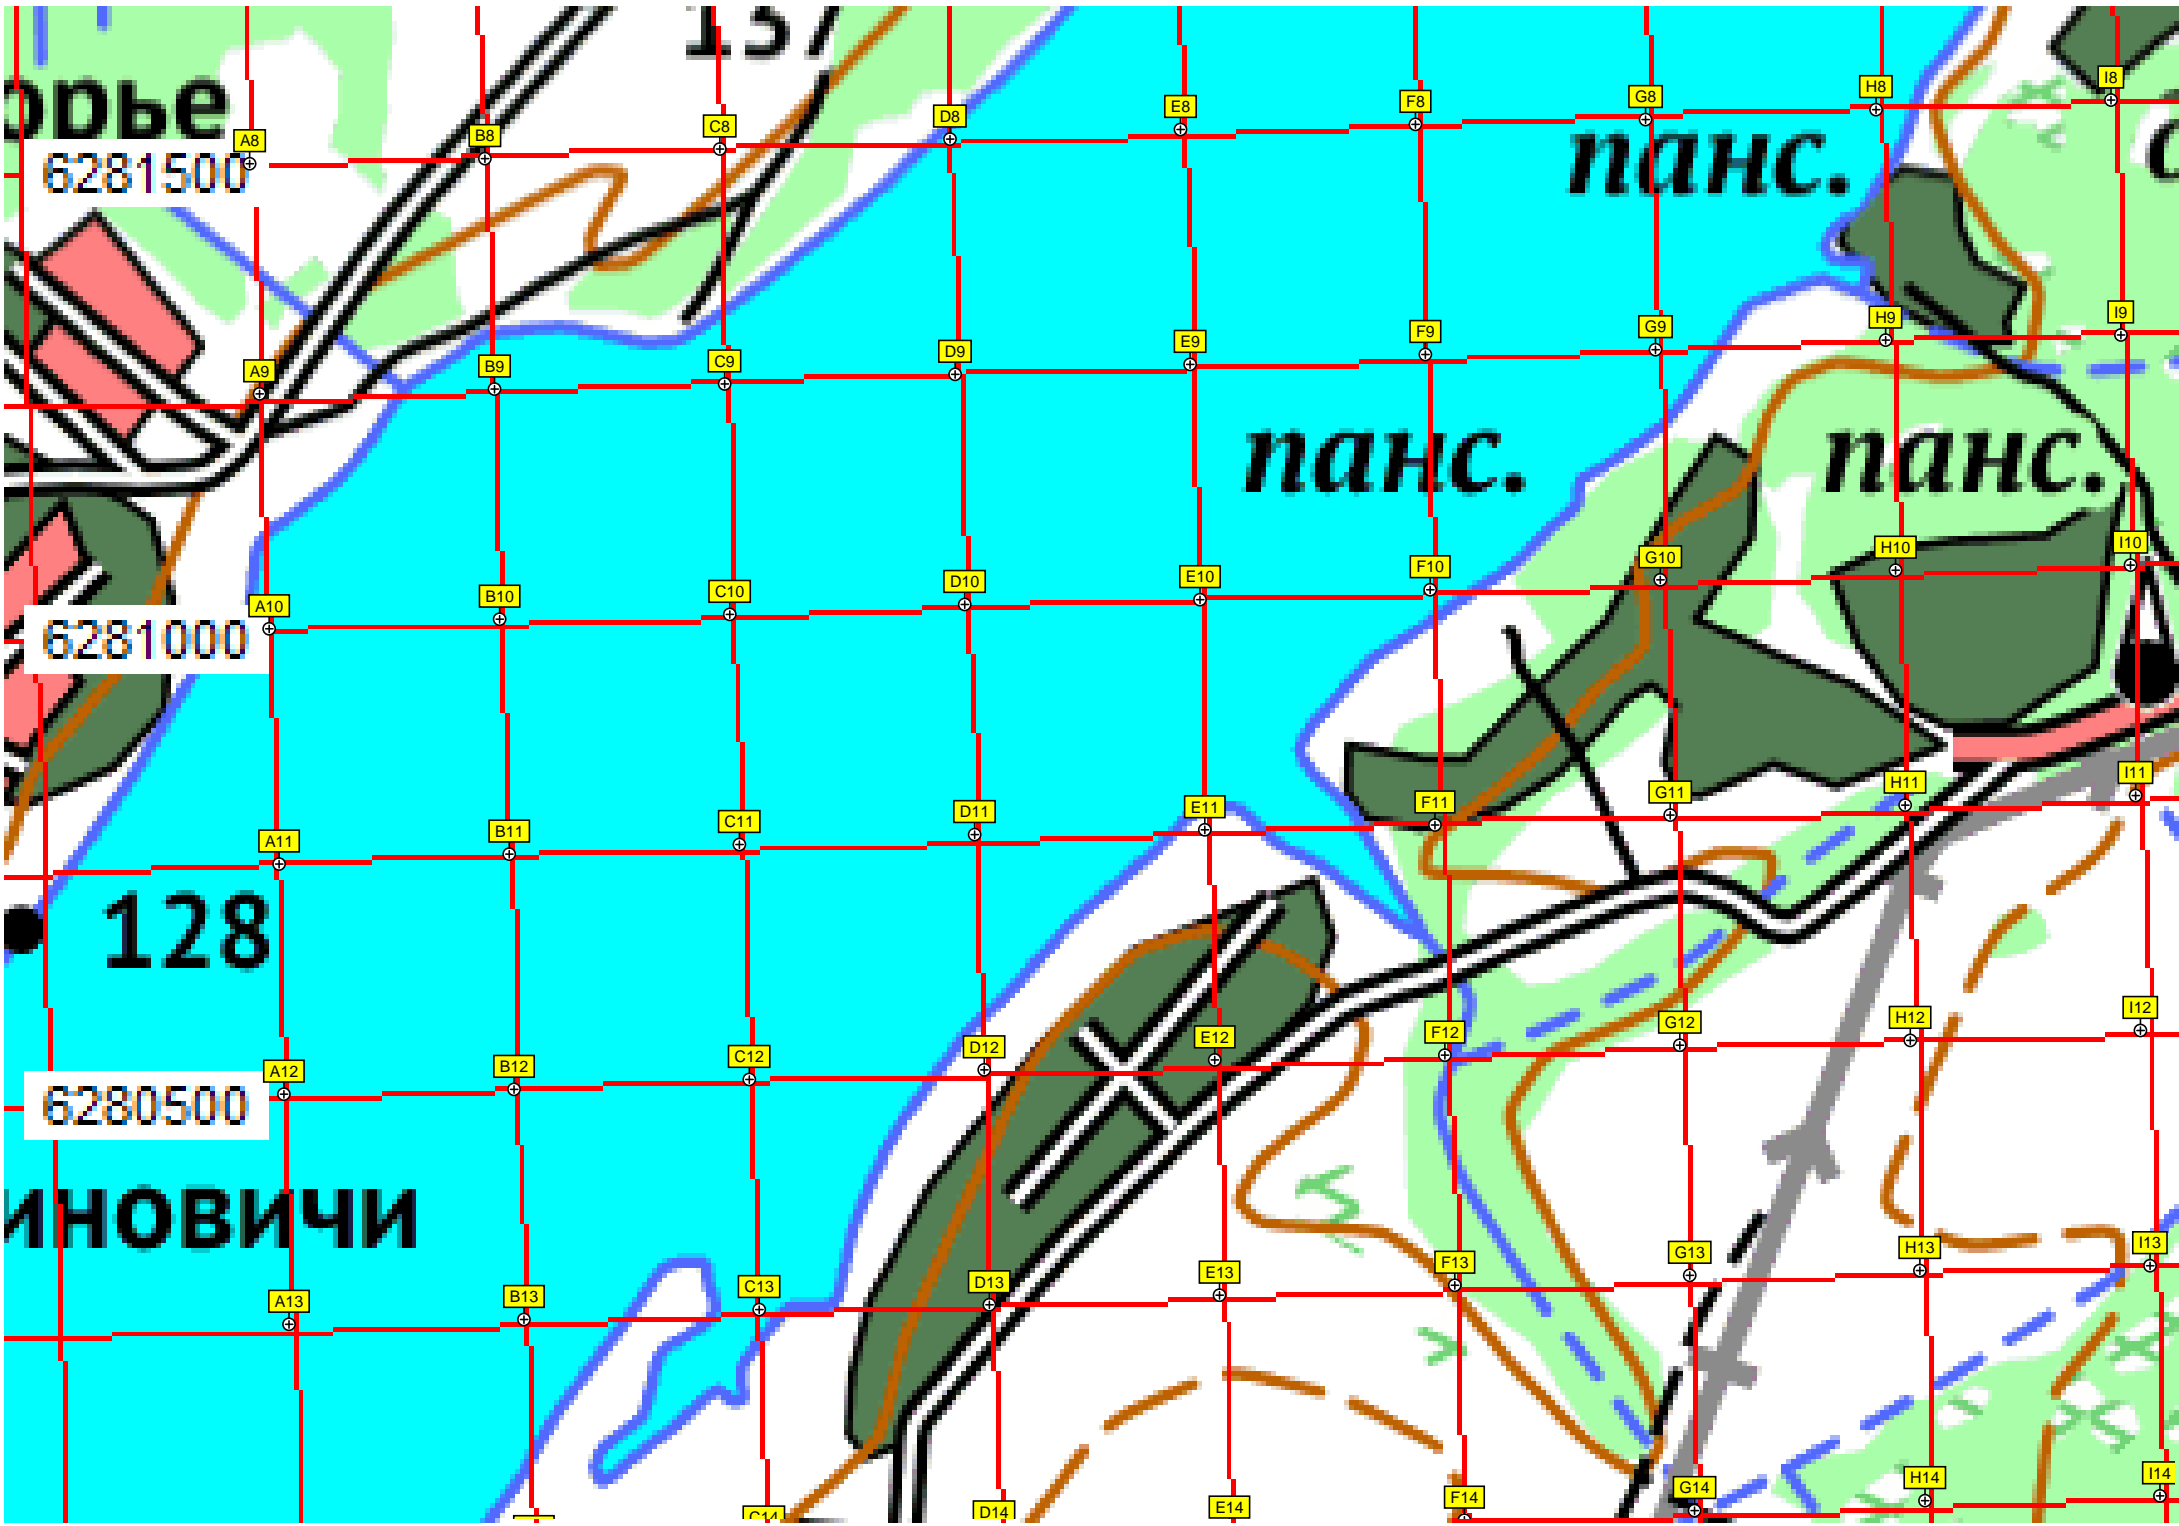 137
орье
A8 B8 C8 D8 E8 F8 G8 H8 I8
6281500
панс.
A9 B9 C9 D9 E9 F9 G9 H9 I9
панс. панс.
A10 B10 C10 D10 E10 F10 G10 H10 I10
6281000
A11 B11 C11 D11 E11 F11 G11 H11 I11
128
A12 B12 C12 D12 E12 F12 G12 H12 I12
6280500
иновичи
A13 B13 C13 D13 E13 F13 G13 H13 I13
C14 D14 E14 F14 G14 H14 I14